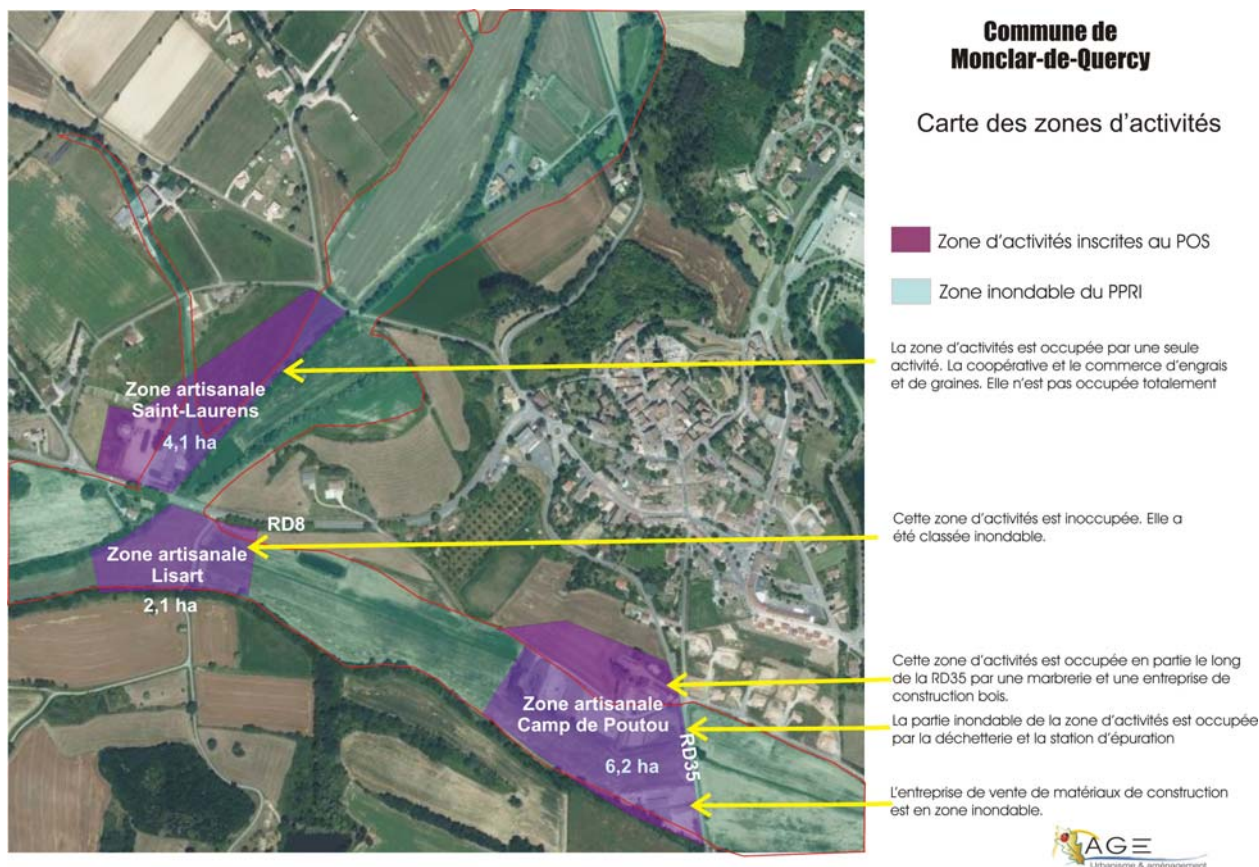 Commune de
Monclar-de-Quercy
Carte des zones d'activités
Zone d'activités inscrites au POS
Zone inondable du PPRI
La zone d'activités est occupée par une seule
activité. La coopérative et le commerce d'engrais
et de graines. Elle n'est pas occupée totalement
Zone artisanale
Saint-Laurens
4,1 ha
RD8
Cette zone d'activités est inoccupée. Elle a
été classée inondable.
Zone artisanale
Lisart
2,1 ha
Cette zone d'activités est occupée en partie le long
de la RD35 par une marbrerie et une entreprise de
construction bois.
Zone artisanale
Camp de Poutou
6,2 ha
RD35
La partie inondable de la zone d'activités est occupée
par la déchetterie et la station d'épuration
L'entreprise de vente de matériaux de construction
est en zone inondable.
AGE
Urbanisme & aménagement